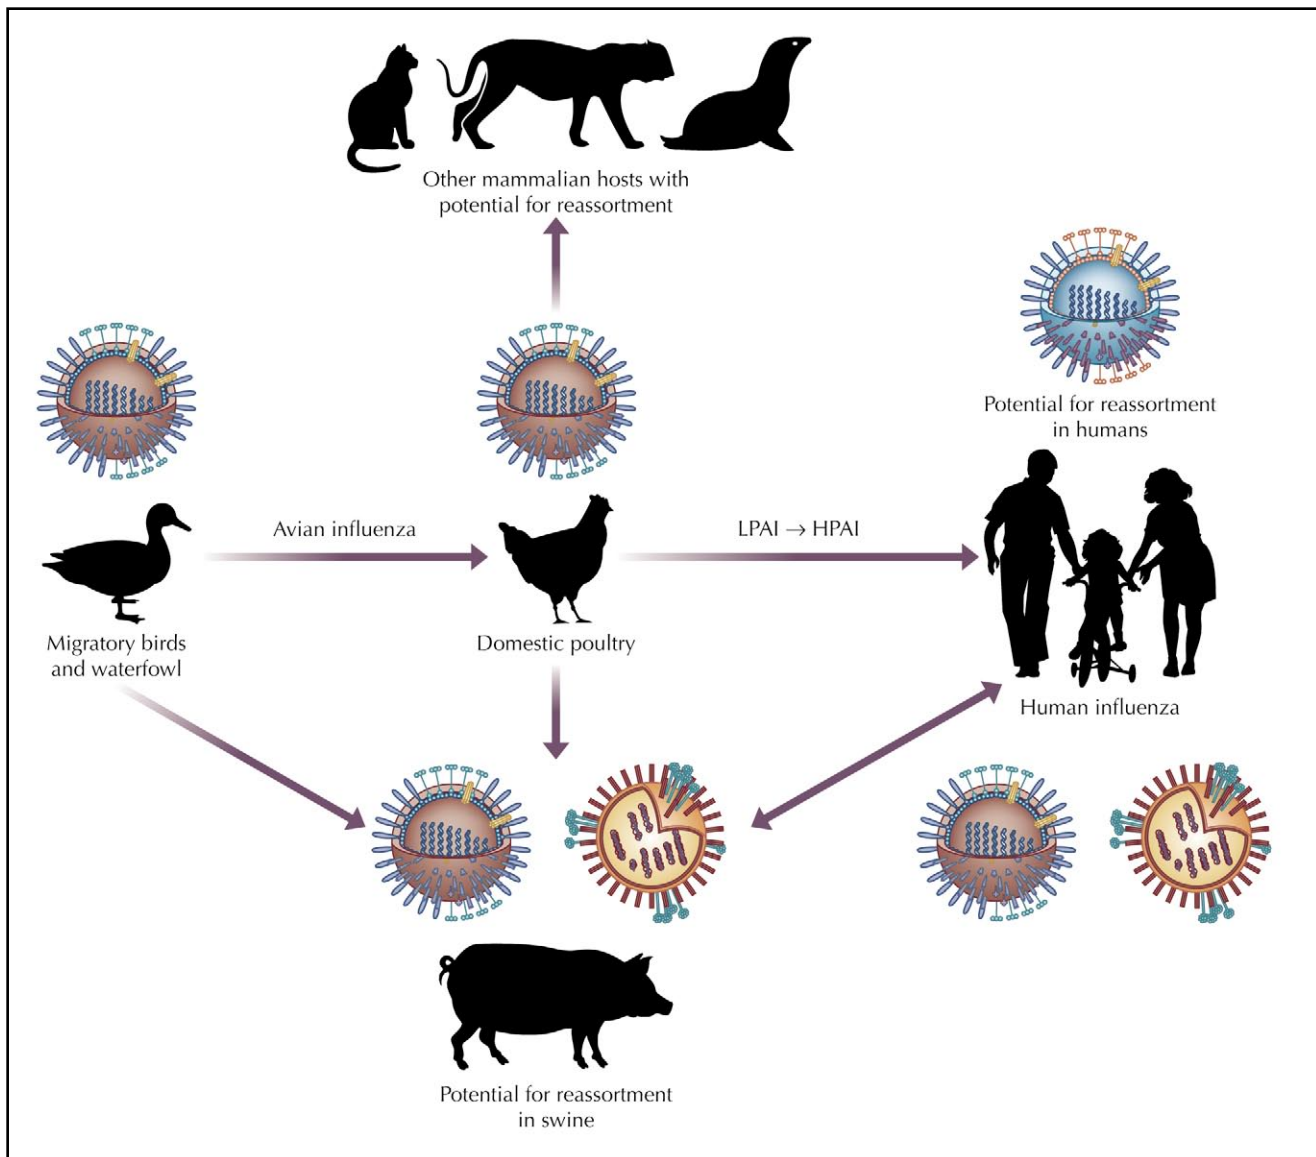 Other mammalian hosts with
potential for reassortment
Potential for reassortment
in humans
Avian influenza
LPAI → HPAI
Migratory birds
and waterfowl
Domestic poultry
Human influenza
Potential for reassortment
in swine